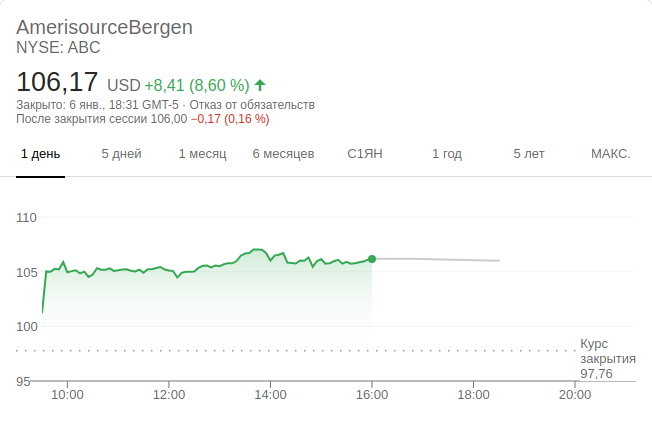 AmerisourceBergen
NYSE: ABC
106,17 USD +8,41 (8,60 %)
Закрыто: 6 янв., 18:31 GMT-5 · Отказ от обязательств
После закрытия сессии 106,00 −0,17 (0,16 %)
1 день 5 дней 1 месяц 6 месяцев С1ЯН 1 год 5 лет МАКС.
110
105
100
Курс
закрытия
97,76
95
10:00 12:00 14:00 16:00 18:00 20:00